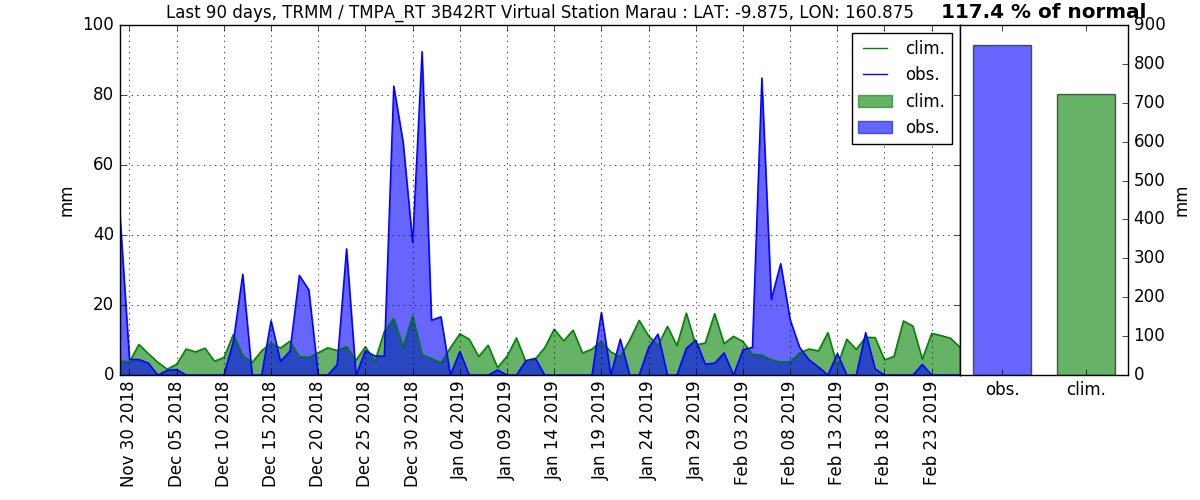 Last 90 days, TRMM / TMPA_RT 3B42RT Virtual Station Marau : LAT: -9.875, LON: 160.875
117.4 % of normal
100
80
60
40
20
0
mm
clim.
obs.
clim.
obs.
900
800
700
600
500
400
300
200
100
0
mm
obs.
clim.
Nov 30 2018
Dec 05 2018
Dec 10 2018
Dec 15 2018
Dec 20 2018
Dec 25 2018
Dec 30 2018
Jan 04 2019
Jan 09 2019
Jan 14 2019
Jan 19 2019
Jan 24 2019
Jan 29 2019
Feb 03 2019
Feb 08 2019
Feb 13 2019
Feb 18 2019
Feb 23 2019